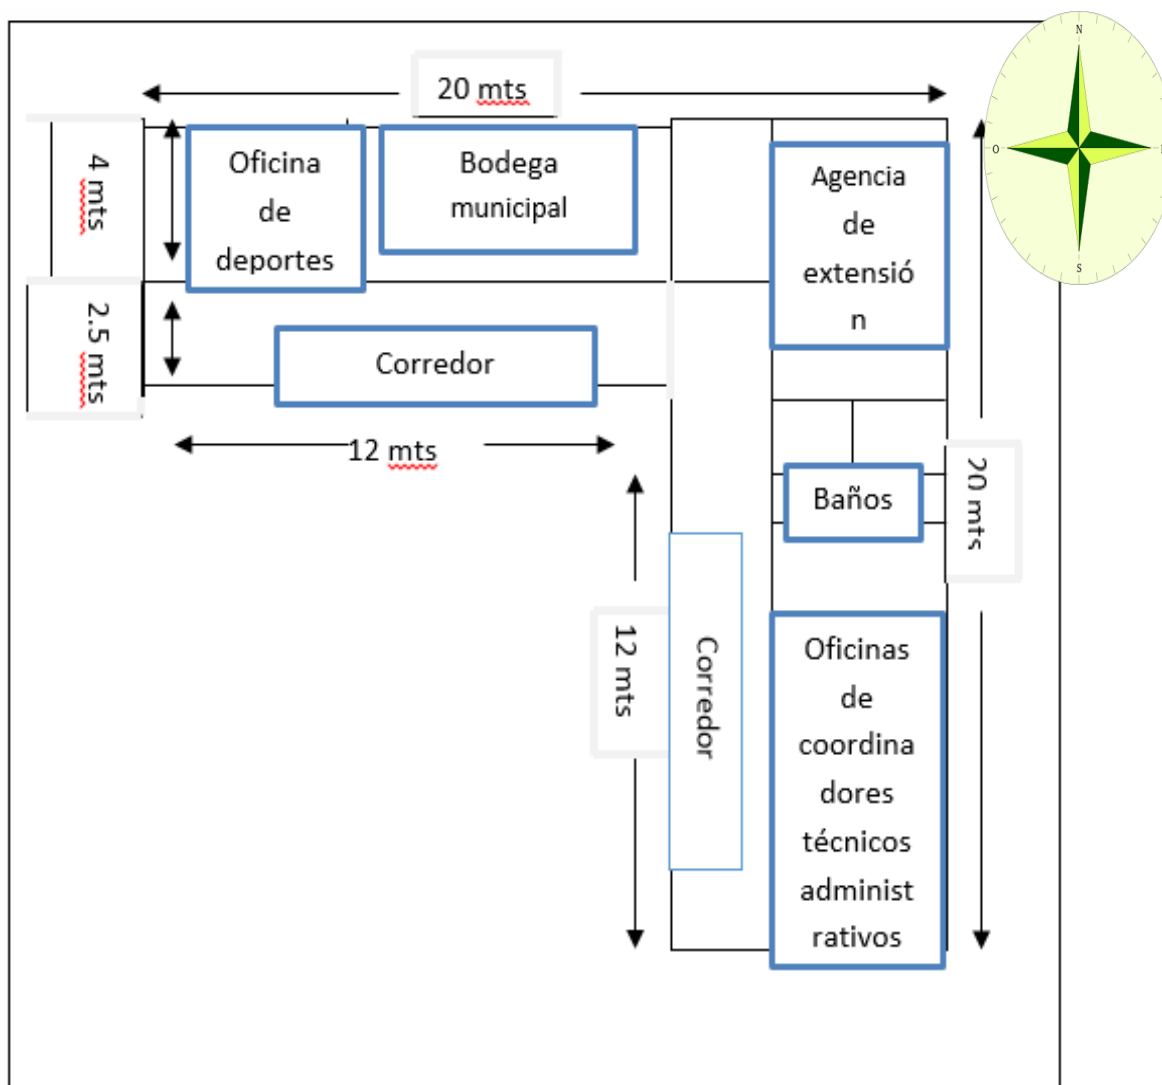 N
O
S
20 mts
4 mts
2.5 mts
Oficina
de
deportes
Bodega
municipal
Agencia
de
extensió
n
Corredor
12 mts
20 mts
Baños
12 mts
Corredor
Oficinas
de
coordina
dores
técnicos
administ
rativos